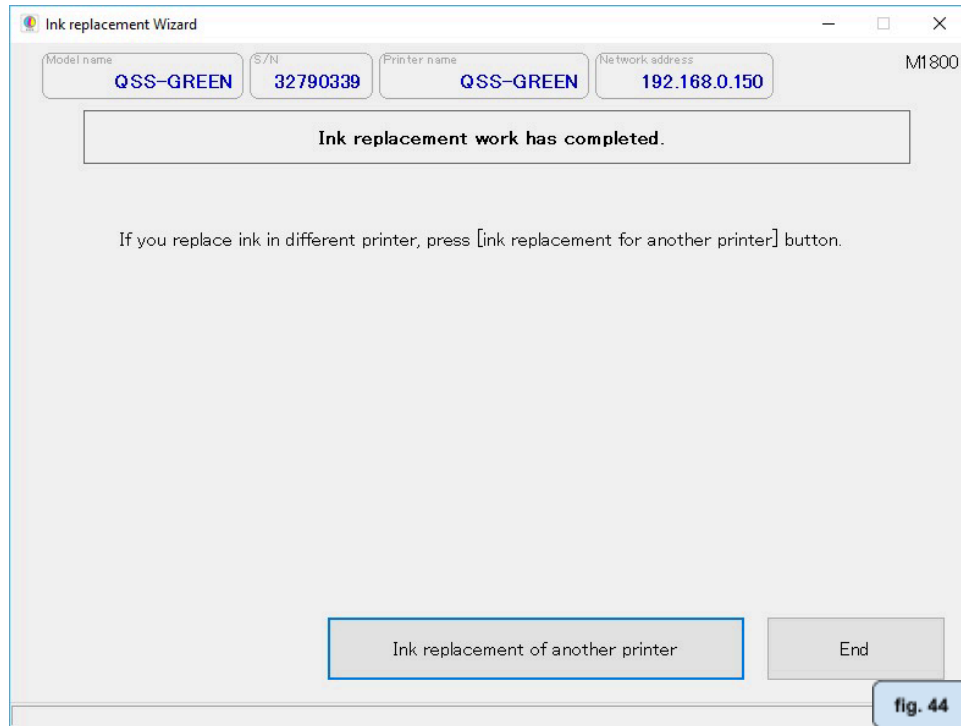 Ink replacement Wizard
Model name
QSS-GREEN
S/N
32790339
Printer name
QSS-GREEN
Network address
192.168.0.150
M1800
Ink replacement work has completed.
If you replace ink in different printer, press [ink replacement for another printer] button.
Ink replacement of another printer
End
fig. 44